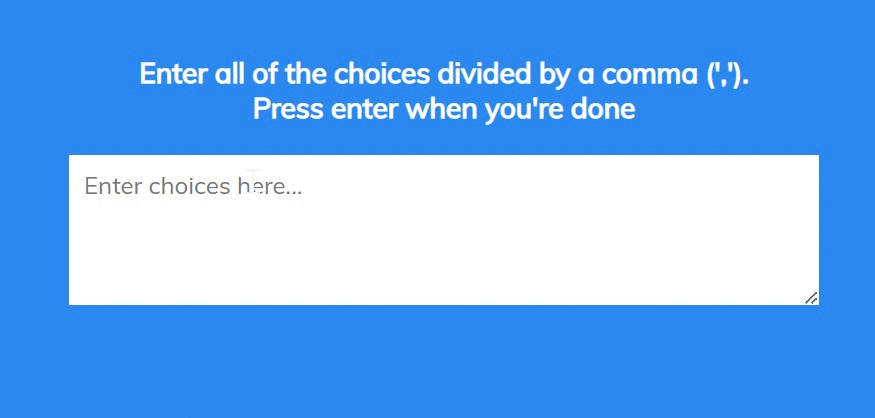 Enter all of the choices divided by a comma (',').
Press enter when you're done
Enter choices here...